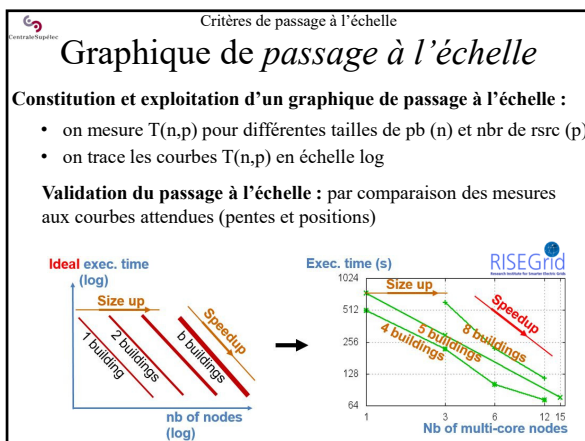 CentraleSupélec
Critères de passage à l'échelle
Graphique de passage à l'échelle
Constitution et exploitation d'un graphique de passage à l'échelle :
• on mesure T(n,p) pour différentes tailles de pb (n) et nbr de rsrc (p)
• on trace les courbes T(n,p) en échelle log
Validation du passage à l'échelle : par comparaison des mesures
aux courbes attendues (pentes et positions)
Ideal exec. time
(log)
Size up
Speedup
1 building
2 buildings
b buildings
nb of nodes
(log)
RISEGrid
Research Institute for Smarter Electric Grids
Exec. time (s)
1024
512
256
128
64
Size up
Speedup
4 buildings
5 buildings
8 buildings
1
3
6
12 15
Nb of multi-core nodes